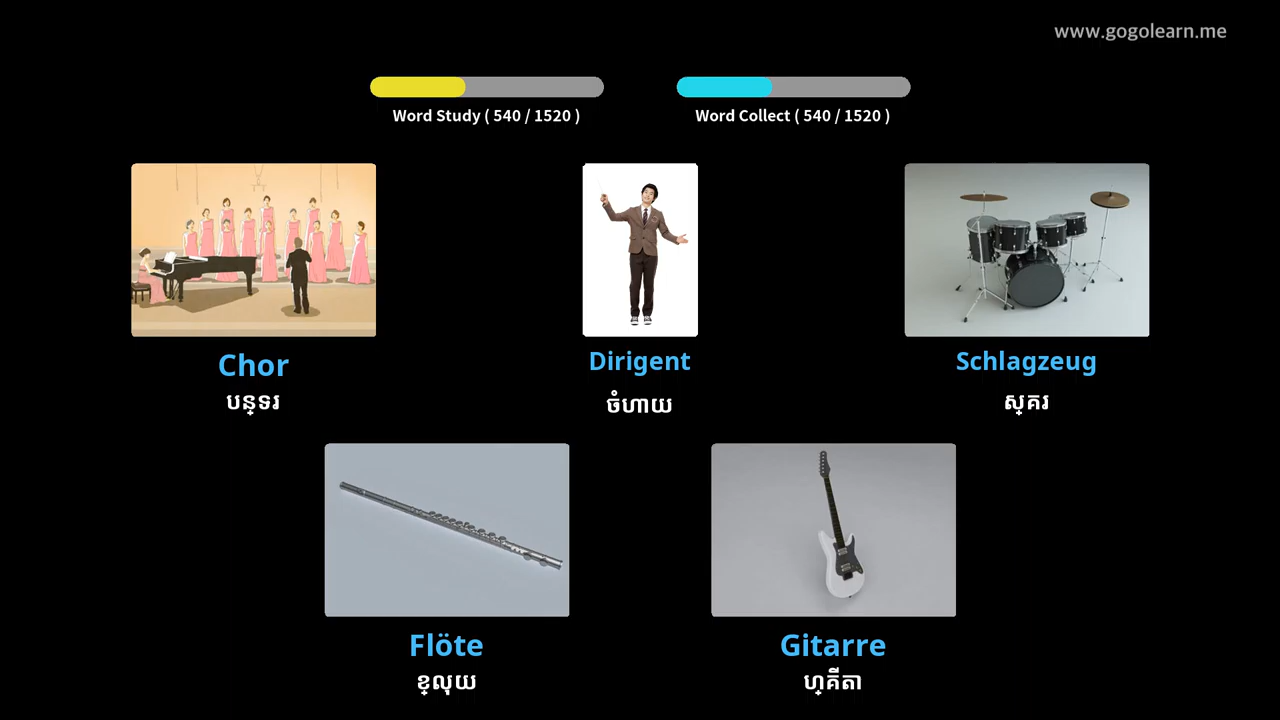 www.gogolearn.me
Word Study ( 540 / 1520 )
Word Collect ( 540 / 1520 )
Chor
Dirigent
Schlagzeug
បន្ទរ
ចំហាយ
ស្គរ
Flöte
Gitarre
ខ្លុយ
ហ្គីតា